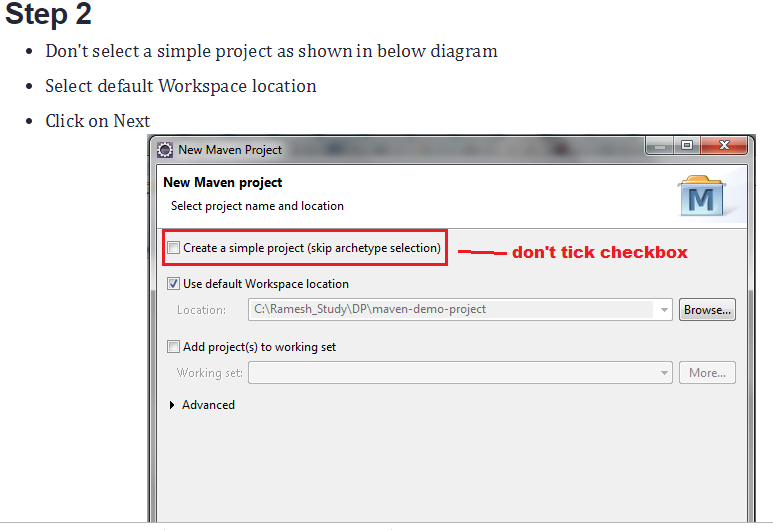 Step 2
Don't select a simple project as shown in below diagram
Select default Workspace location
Click on Next
New Maven Project
New Maven project
Select project name and location
M
Create a simple project (skip archetype selection)
don't tick checkbox
Use default Workspace location
Location: C:\Ramesh_Study\DP\maven-demo-project Browse...
Add project(s) to working set
Working set: More...
Advanced